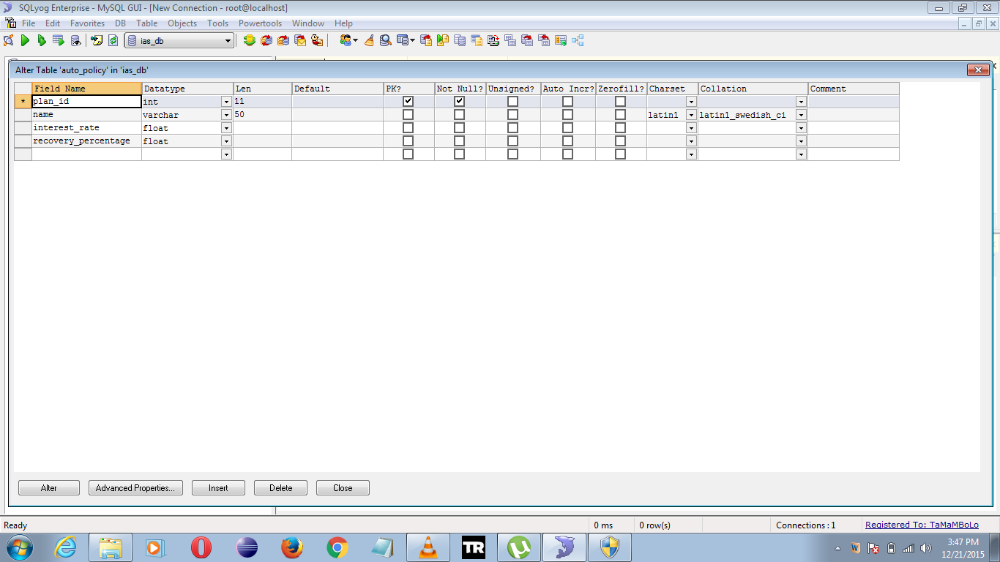 SQLyog Enterprise - MySQL GUI - [New Connection - root@localhost]
File Edit Favorites DB Table Objects Tools Powertools Window Help
ias_db
Alter Table 'auto_policy' in 'ias_db'
Field Name Datatype Len Default PK? Not Null? Unsigned? Auto Incr? Zerofill? Charset Collation Comment
* plan_id int 11
name varchar 50 latin1 latin1_swedish_ci
interest_rate float
recovery_percentage float
Alter Advanced Properties... Insert Delete Close
Ready 0 ms 0 row(s) Connections : 1 Registered To: TaMaMBoLo
TR 3:47 PM
12/21/2015